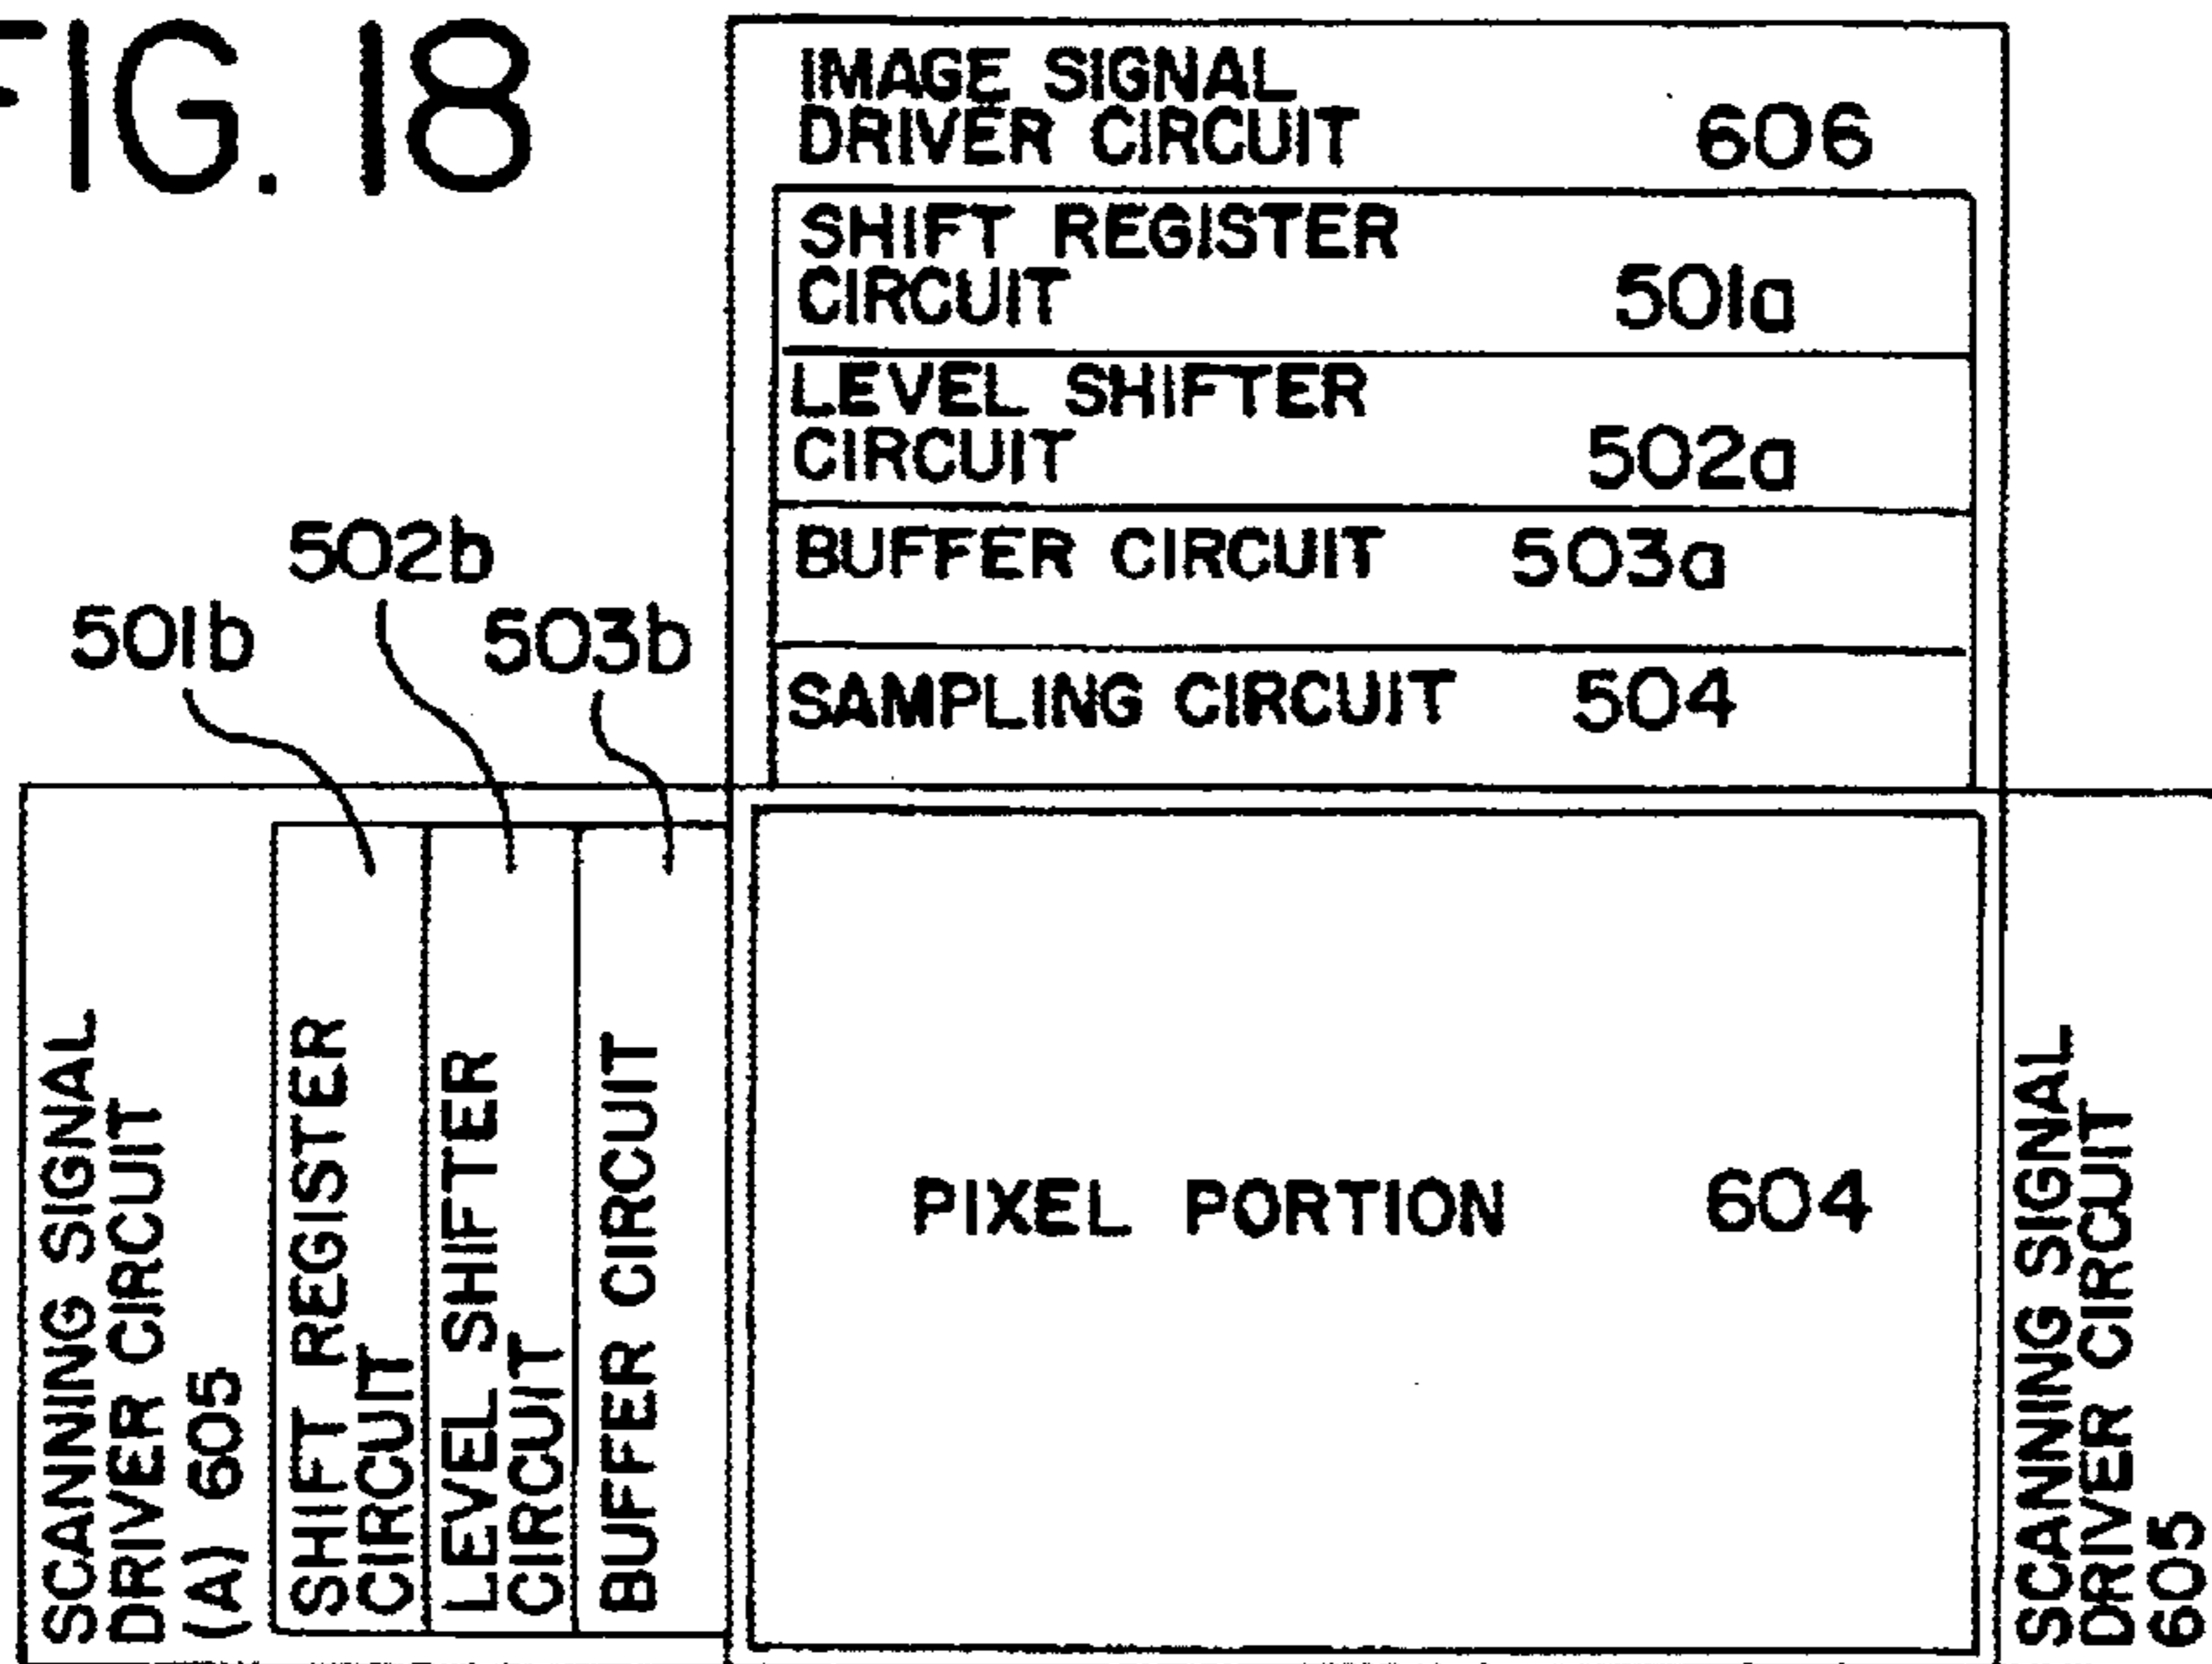 FIG. 18
IMAGE SIGNAL
DRIVER CIRCUIT 606
SHIFT REGISTER
CIRCUIT 501a
LEVEL SHIFTER
CIRCUIT 502a
BUFFER CIRCUIT 503a
SAMPLING CIRCUIT 504
502b
501b
503b
SCANNING SIGNAL
DRIVER CIRCUIT
(A) 605
SHIFT REGISTER
CIRCUIT
LEVEL SHIFTER
CIRCUIT
BUFFER CIRCUIT
PIXEL PORTION 604
SCANNING SIGNAL
DRIVER CIRCUIT
605